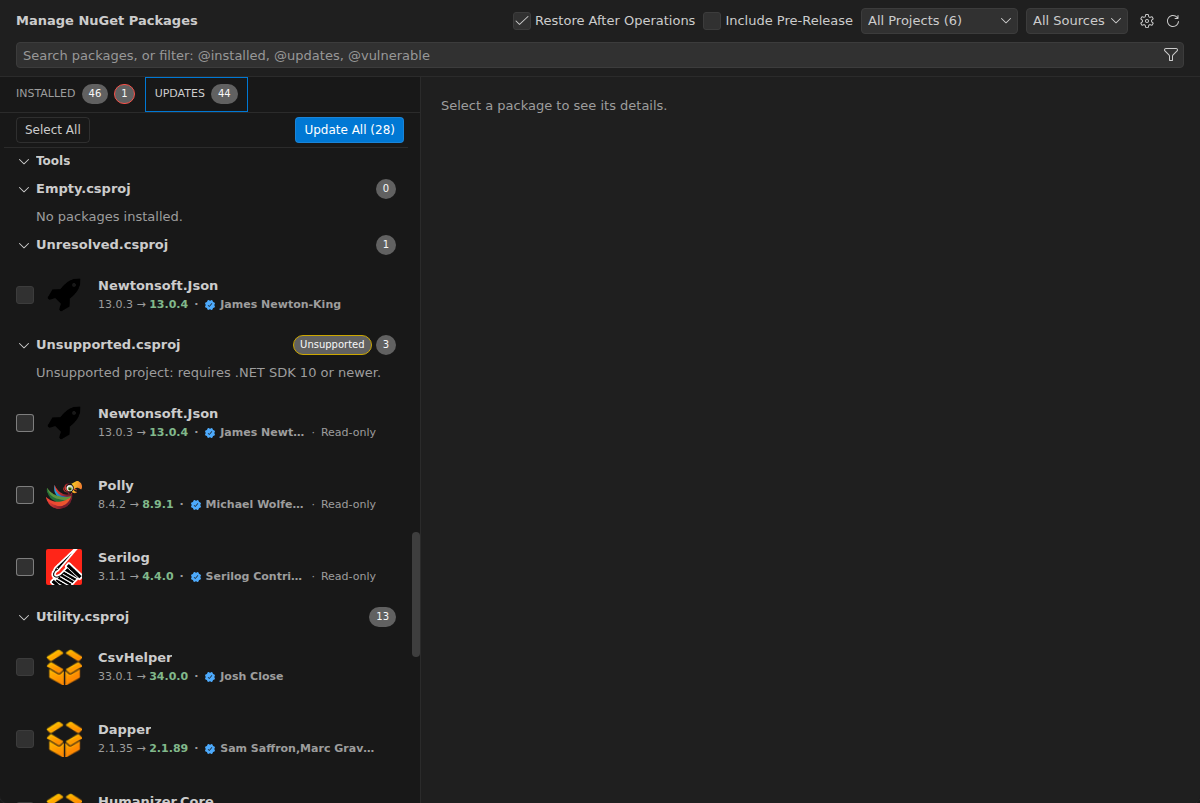 Manage NuGet Packages
Restore After Operations
Include Pre-Release
All Projects (6)
All Sources
Search packages, or filter: @installed, @updates, @vulnerable
INSTALLED 46 1
UPDATES 44
Select All
Update All (28)
Select a package to see its details.
Tools
Empty.csproj 0
No packages installed.
Unresolved.csproj 1
Newtonsoft.Json
13.0.3 → 13.0.4 · James Newton-King
Unsupported.csproj Unsupported 3
Unsupported project: requires .NET SDK 10 or newer.
Newtonsoft.Json
13.0.3 → 13.0.4 · James Newt... · Read-only
Polly
8.4.2 → 8.9.1 · Michael Wolfe... · Read-only
Serilog
3.1.1 → 4.4.0 · Serilog Contri... · Read-only
Utility.csproj 13
CsvHelper
33.0.1 → 34.0.0 · Josh Close
Dapper
2.1.35 → 2.1.89 · Sam Saffron,Marc Grav...
Humanizer.Core